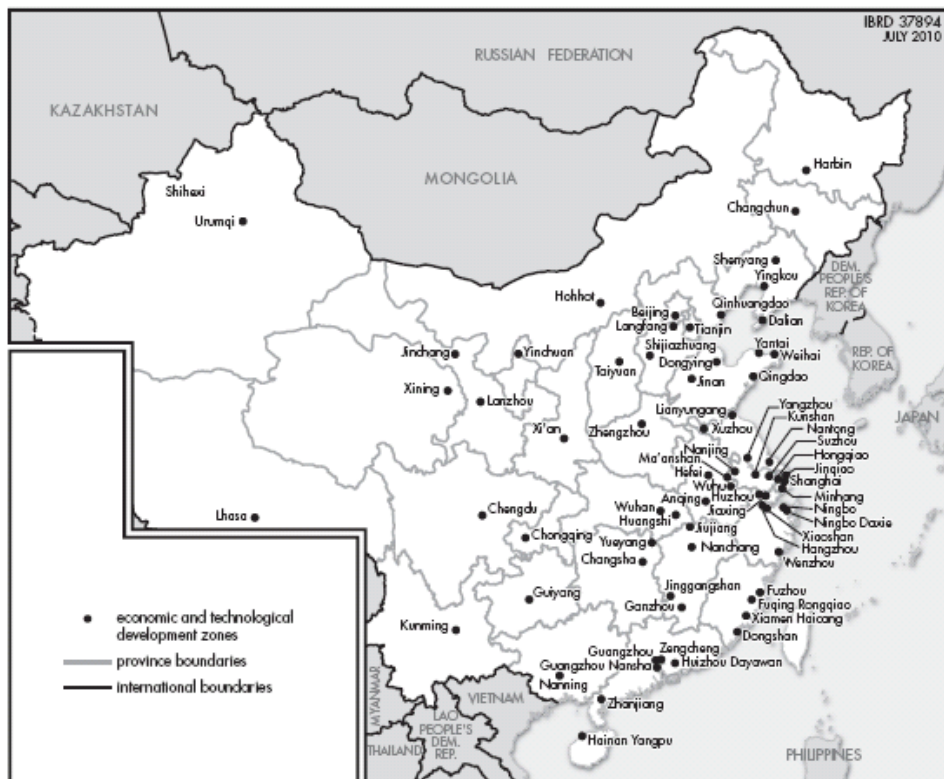 IBRD 37894
JULY 2010
RUSSIAN FEDERATION
KAZAKHSTAN
MONGOLIA
Harbin
Shihexi
Urumqi
Changchun
Shenyang
Yingkou
DEM.
PEOPLE'S
REP. OF
KOREA
Hohhot
Qinhuangdao
Beijing
Langfang
Tianjin
Dalian
Jinchang
Yinchuan
Shijiazhuang
Yantai
Weihai
REP. OF
KOREA
Taiyuan
Dongying
Xining
Lanzhou
Jinan
Qingdao
JAPAN
Xi'an
Zhengzhou
Lianyungang
Xuzhou
Yangzhou
Kunshan
Nantong
Suzhou
Hongqiao
Jinqiao
Shanghai
Minhang
Ningbo
Ningbo Daxie
Xiaoshan
Hangzhou
Wenzhou
Nanjing
Ma'anshan
Hefei
Wuhu
Huzhou
Anqing
Jiaxing
Lhasa
Chengdu
Chongqing
Wuhan
Huangshi
Jiujiang
Yueyang
Nanchang
Changsha
Guiyang
Jinggangshan
Ganzhou
Fuzhou
Fuqing Rongqiao
Xiamen Haicang
Dongshan
Kunming
Guangzhou
Zengcheng
Guangzhou Nansha
Huizhou Dayawan
Nanning
Zhanjiang
Hainan Yangpu
MYANMAR
VIETNAM
LAO
PEOPLE'S
DEM.
REP.
THAILAND
PHILIPPINES
economic and technological
development zones
province boundaries
international boundaries